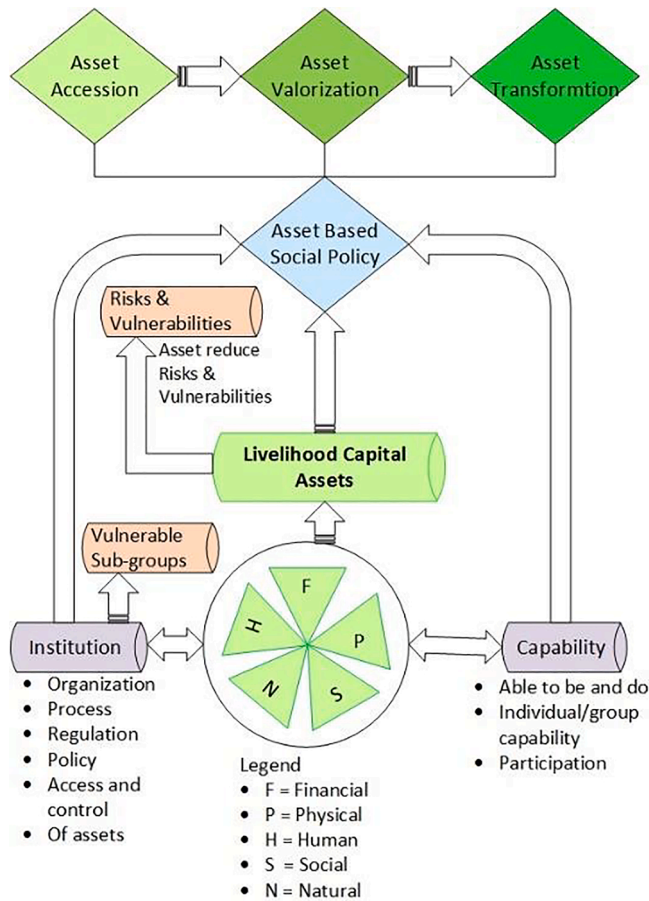 Asset
Accession
Asset
Valorization
Asset
Transformtion
Asset Based
Social Policy
Risks &
Vulnerabilities
Asset reduce
Risks &
Vulnerabilities
Livelihood Capital
Assets
Vulnerable
Sub-groups
F
H
P
N
S
Institution
• Organization
• Process
• Regulation
• Policy
• Access and
control
• Of assets
Capability
• Able to be and do
• Individual/group
capability
• Participation
Legend
• F = Financial
• P = Physical
• H = Human
• S = Social
• N = Natural